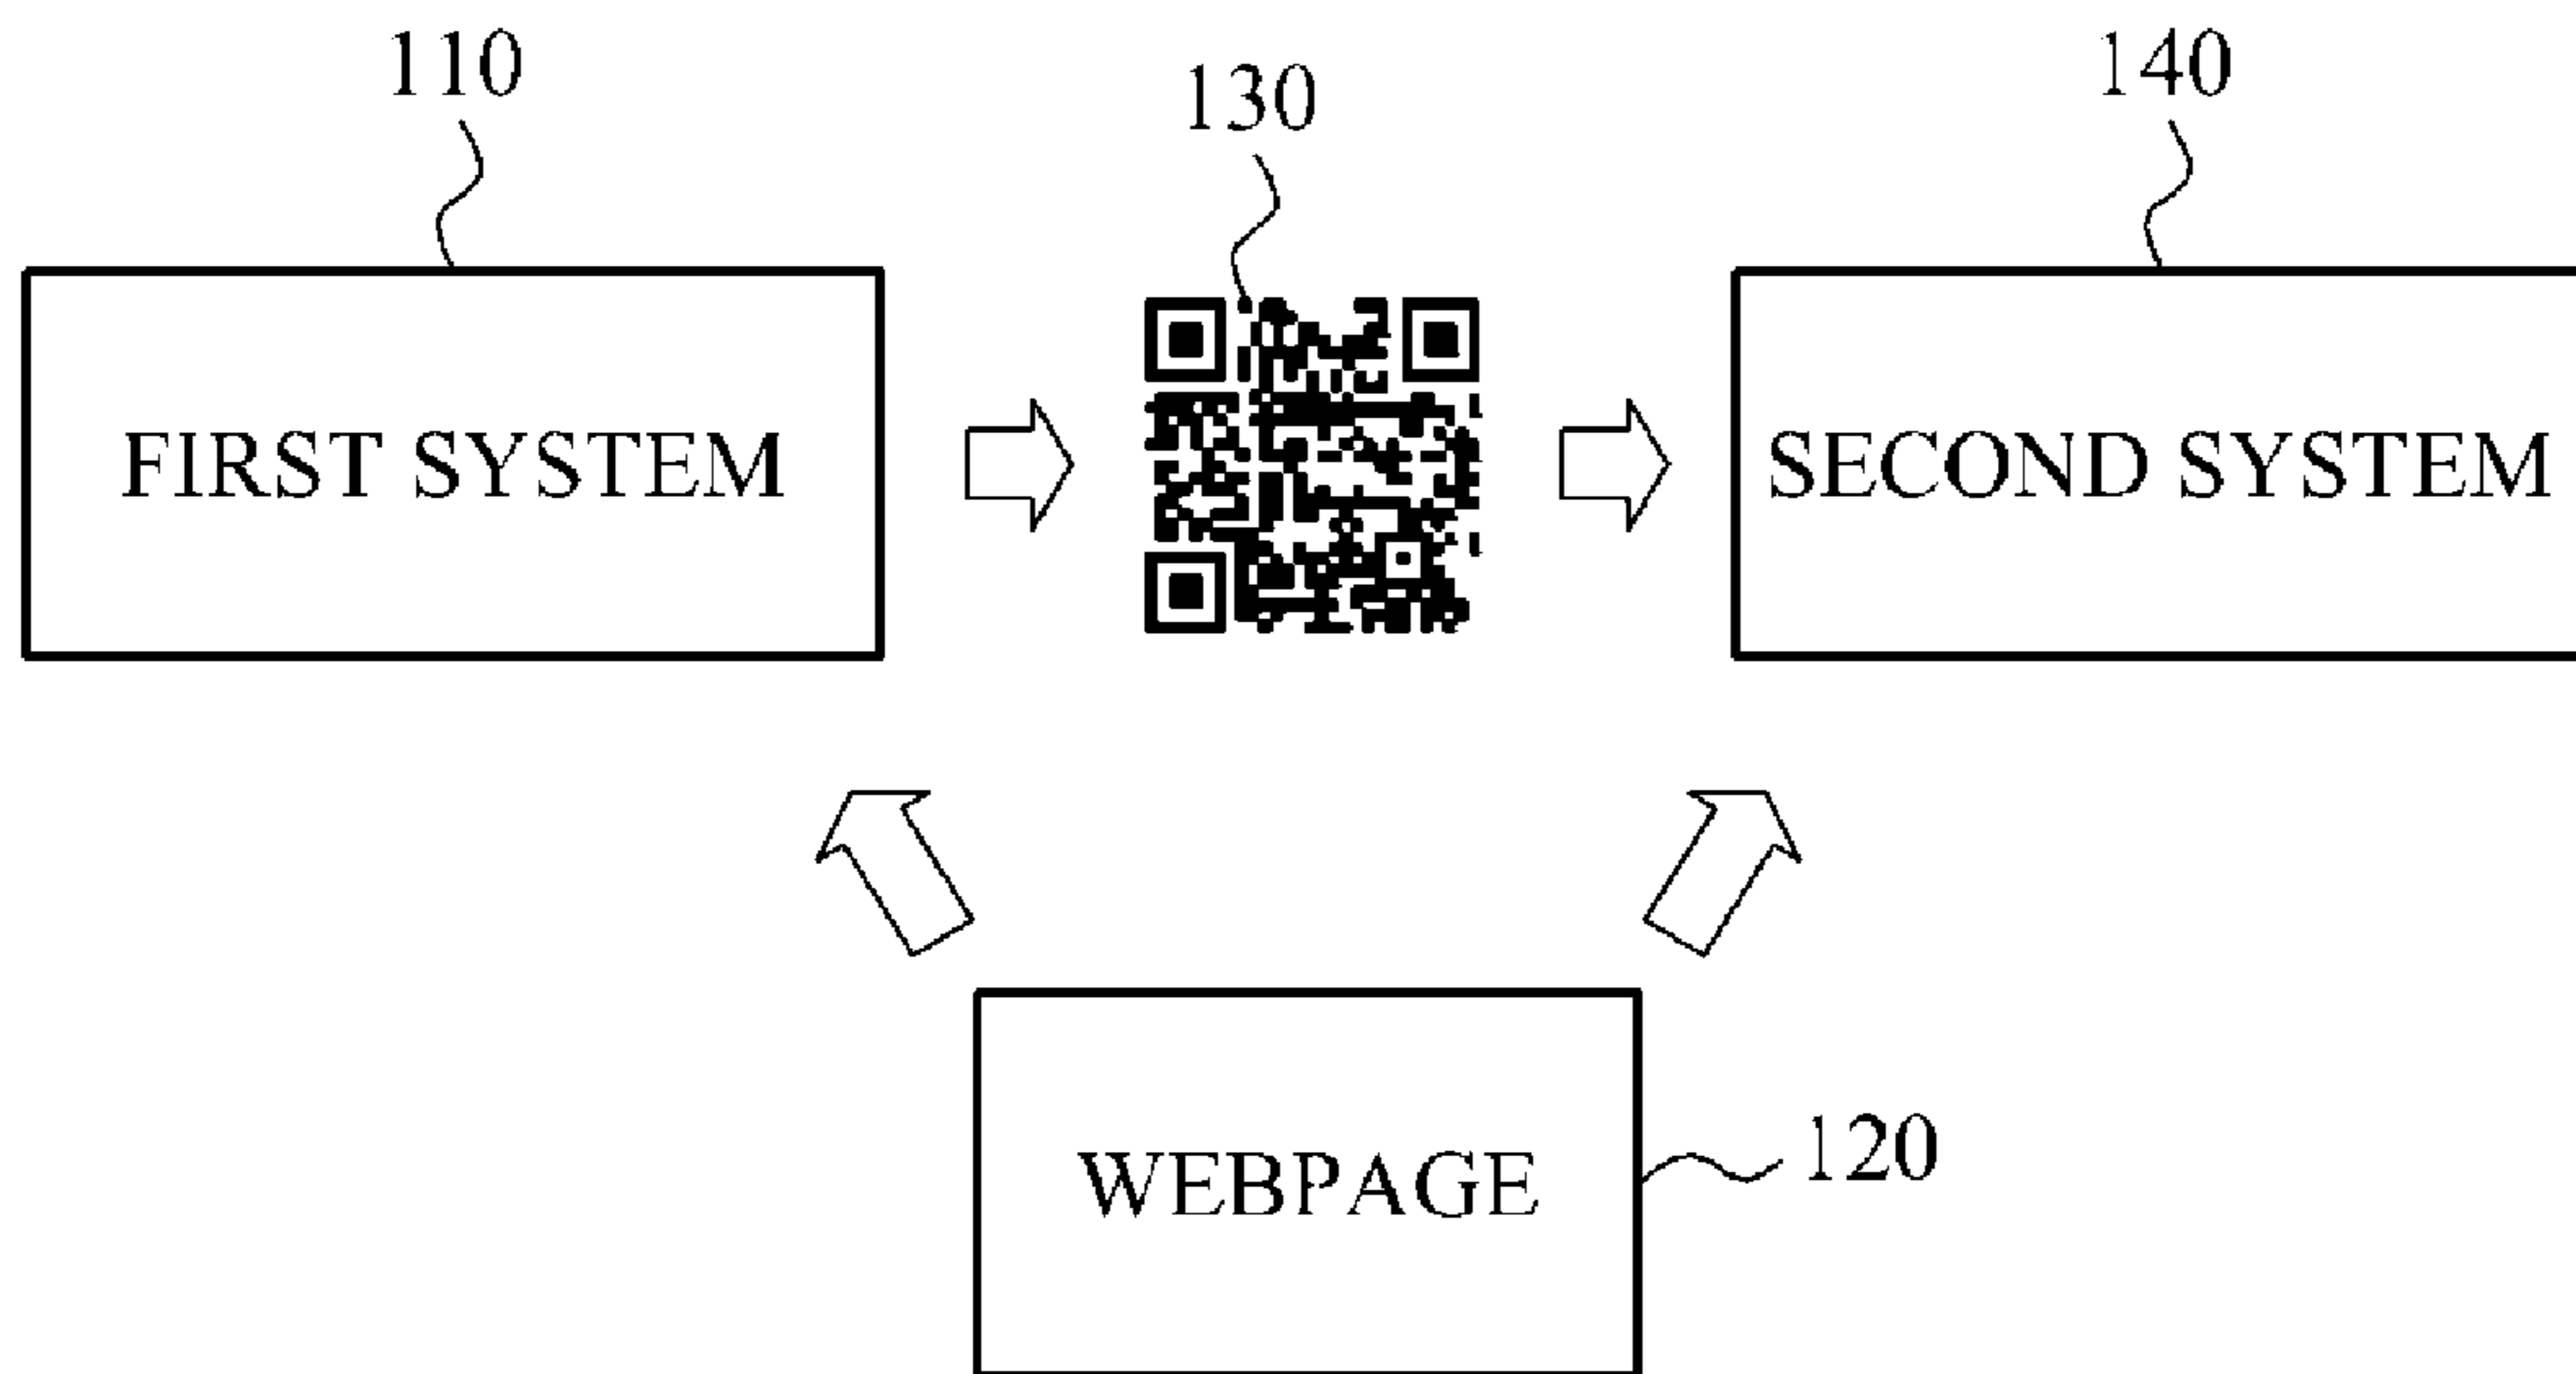 110
130
140
FIRST SYSTEM
SECOND SYSTEM
WEBPAGE
120